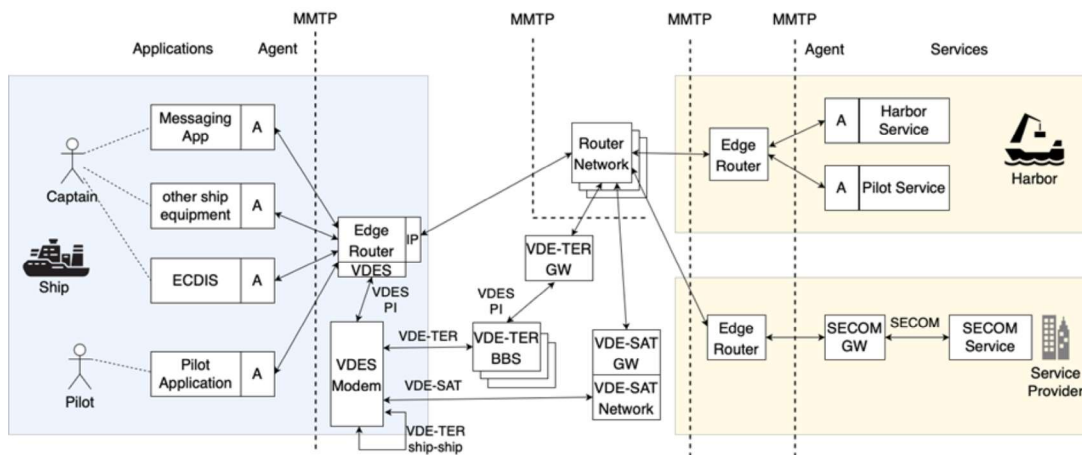 MMTP
MMTP
MMTP
MMTP
Applications
Agent
Agent
Services
Messaging
App
A
Captain
other ship
equipment
A
Ship
ECDIS
A
Pilot
Pilot
Application
A
Edge
Router
IP
VDES
VDES
PI
VDES
Modem
VDE-TER
VDE-SAT
VDE-TER
ship-ship
Router
Network
VDE-TER
GW
VDES
PI
VDE-TER
BBS
VDE-SAT
GW
VDE-SAT
Network
Edge
Router
A
Harbor
Service
A
Pilot Service
Harbor
Edge
Router
SECOM
GW
SECOM
SECOM
Service
Service
Provider